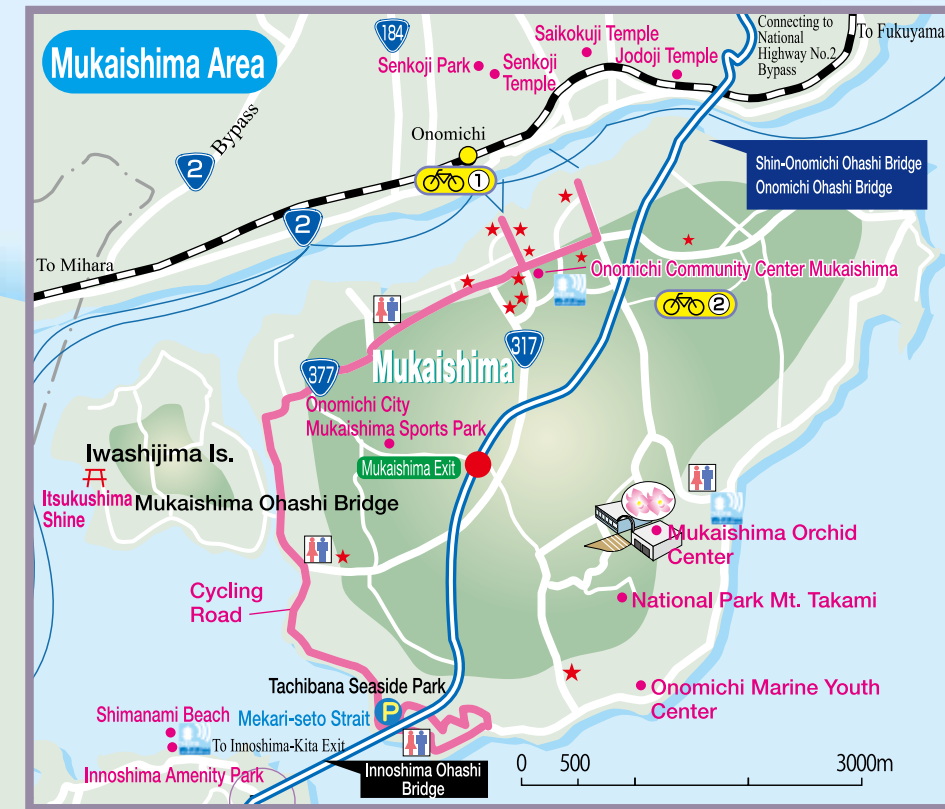 Mukaishima Area
184
Saikokuji Temple
Senkoji Park
Senkoji
Temple
Jodoji Temple
Connecting to
National
Highway No.2
Bypass
To Fukuyama
Onomichi
Bypass
2
1
2
To Mihara
Shin-Onomichi Ohashi Bridge
Onomichi Ohashi Bridge
Onomichi Community Center Mukaishima
2
317
Mukaishima
377
Onomichi City
Mukaishima Sports Park
Mukaishima Exit
Iwashijima Is.
Itsukushima
Shine
Mukaishima Ohashi Bridge
Mukaishima Orchid
Center
Cycling
Road
National Park Mt. Takami
Tachibana Seaside Park
P
Onomichi Marine Youth
Center
Shimanami Beach
Mekari-seto Strait
To Innoshima-Kita Exit
Innoshima Amenity Park
Innoshima Ohashi
Bridge
0 500 3000m